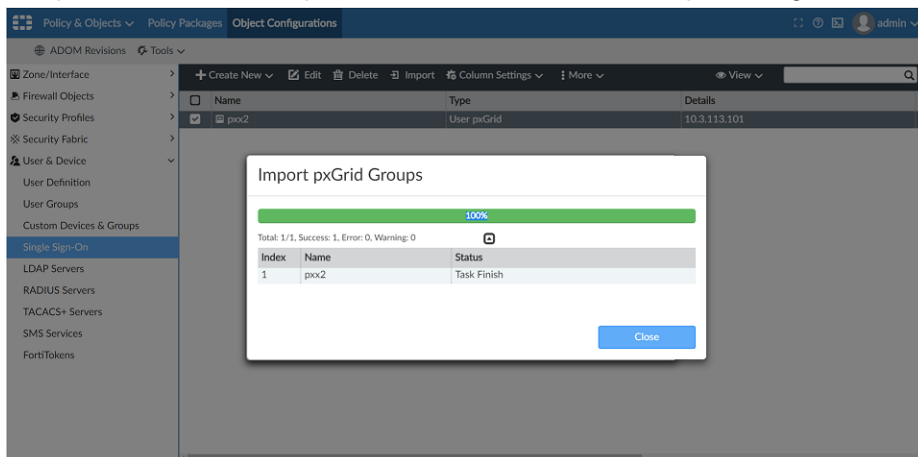 Policy & Objects Policy Packages Object Configurations admin
ADOM Revisions Tools
Zone/Interface
Firewall Objects
Security Profiles
Security Fabric
User & Device
User Definition
User Groups
Custom Devices & Groups
Single Sign-On
LDAP Servers
RADIUS Servers
TACACS+ Servers
SMS Services
FortiTokens
Create New Edit Delete Import Column Settings More View
Name Type Details
pxx2 User pxGrid 10.3.113.101
Import pxGrid Groups
100%
Total: 1/1, Success: 1, Error: 0, Warning: 0
Index Name Status
1 pxx2 Task Finish
Close